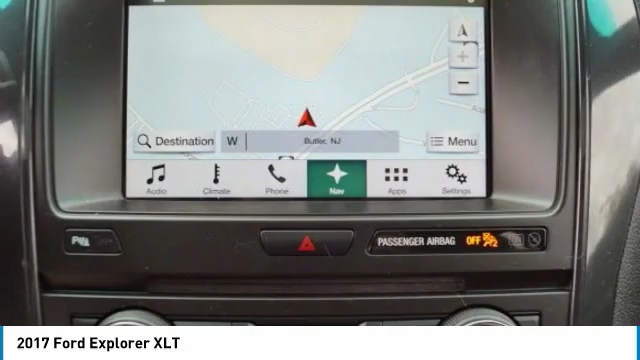 Destination
W
Butler, NJ
Menu
Audio
Climate
Phone
Nav
Apps
Settings
PASSENGER AIRBAG OFF
2017 Ford Explorer XLT